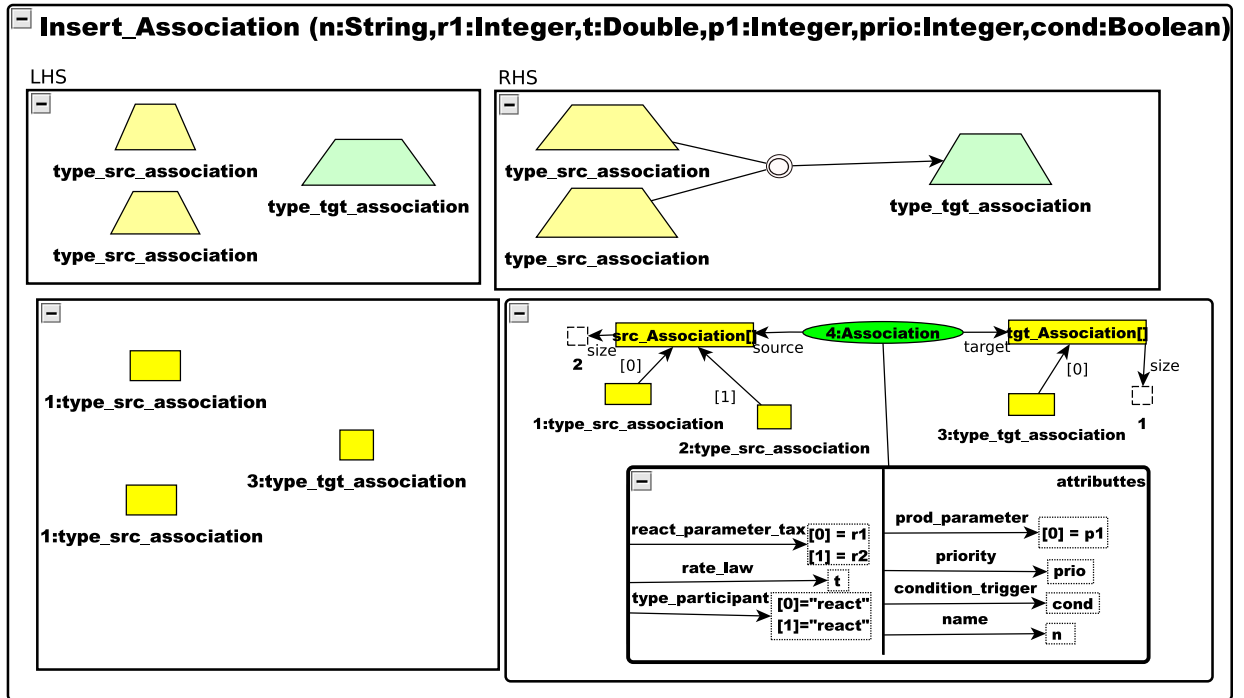 Insert_Association (n:String,r1:Integer,t:Double,p1:Integer,prio:Integer,cond:Boolean)
LHS
type_src_association
type_tgt_association
type_src_association
RHS
type_src_association
type_tgt_association
type_src_association
1:type_src_association
3:type_tgt_association
1:type_src_association
src_Association[]
4:Association
tgt_Association[]
size
source
target
2
[0]
[0]
size
[1]
1:type_src_association
2:type_src_association
3:type_tgt_association
1
attributtes
react_parameter_tax
[0] = r1
[1] = r2
rate_law
t
type_participant
[0]="react"
[1]="react"
prod_parameter
[0] = p1
priority
prio
condition_trigger
cond
name
n